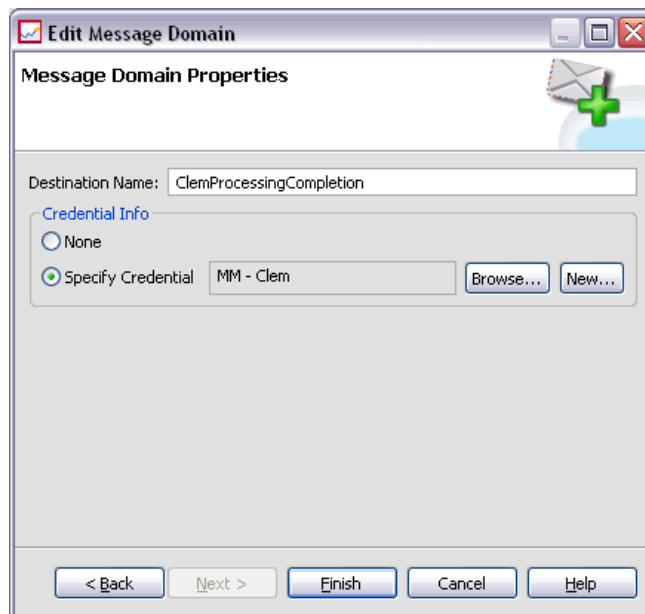 Edit Message Domain
Message Domain Properties
Destination Name: ClemProcessingCompletion
Credential Info
None
Specify Credential MM - Clem Browse... New...
< Back Next > Finish Cancel Help